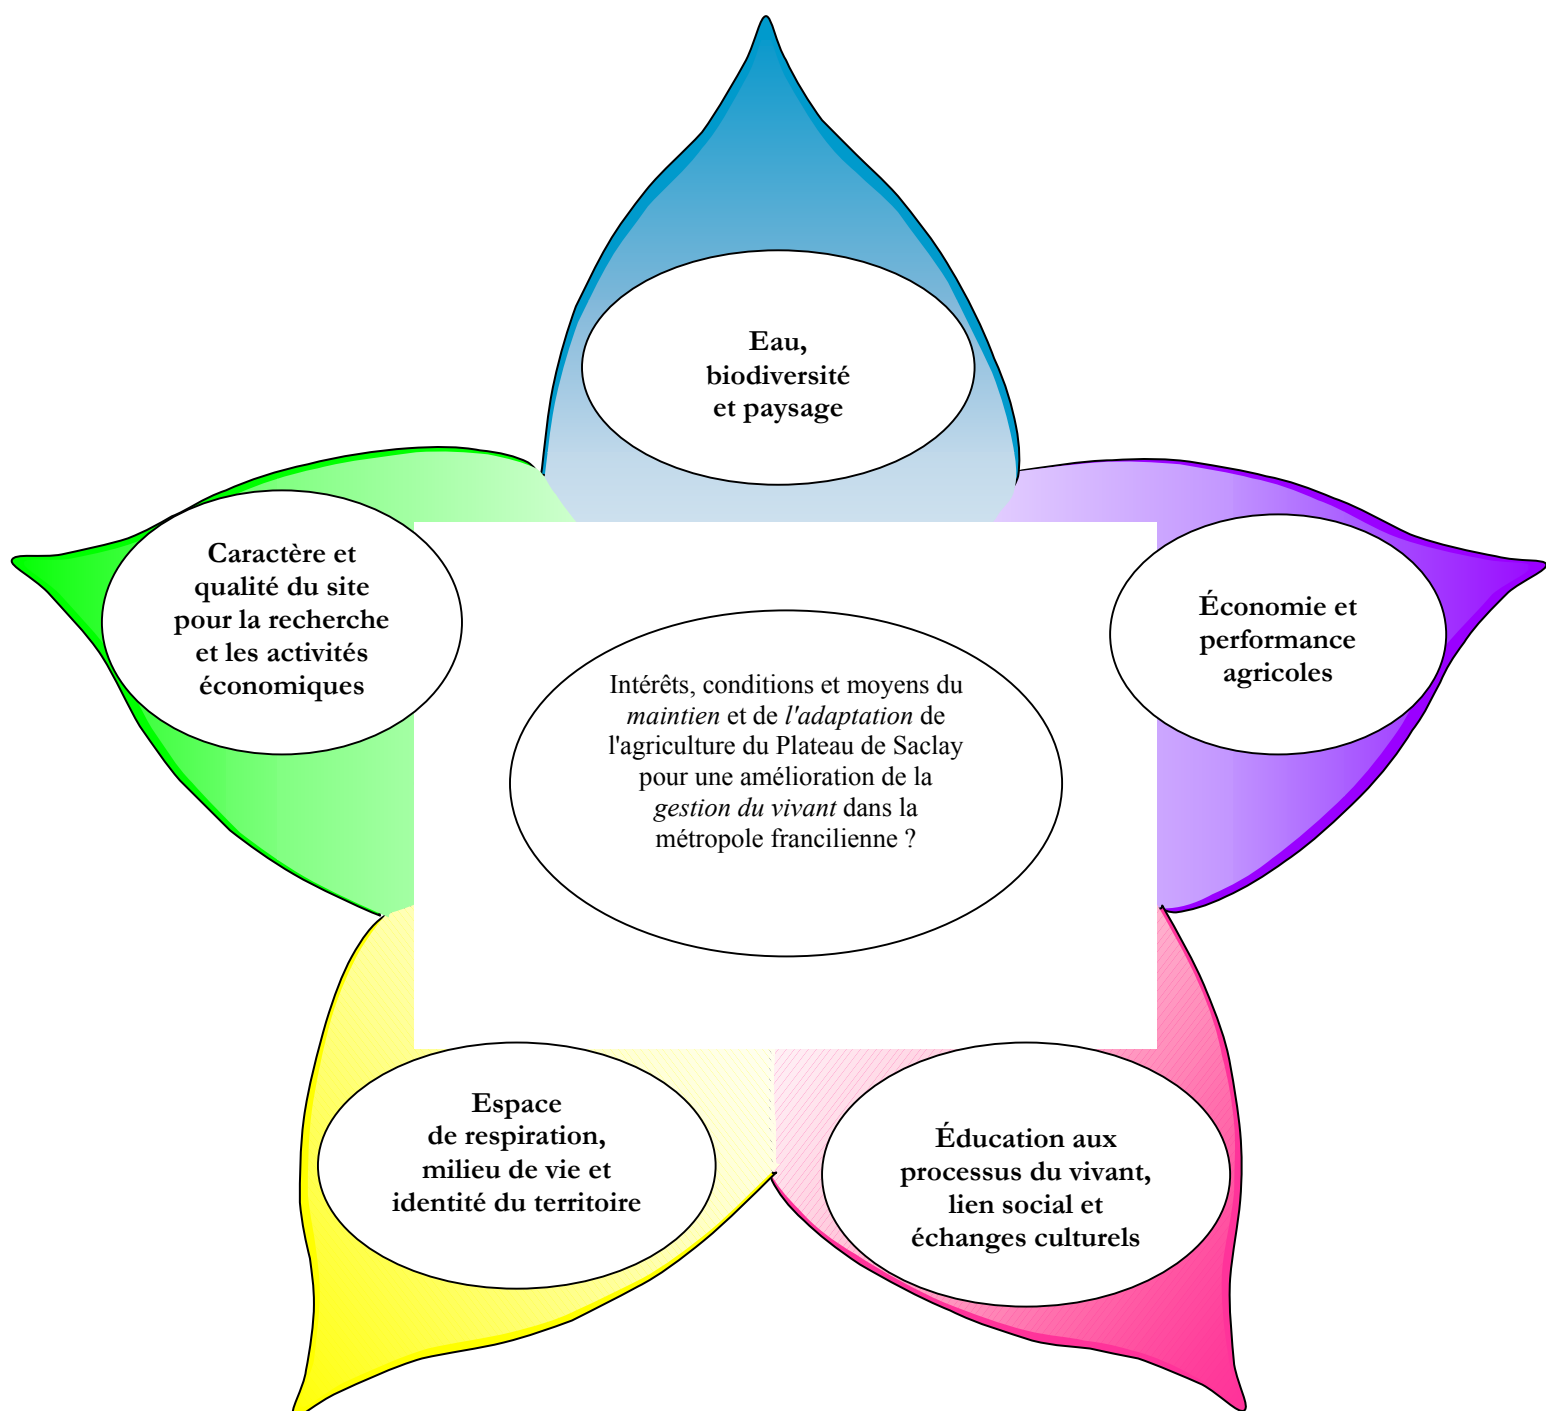 Eau,
biodiversité
et paysage
Caractère et
qualité du site
pour la recherche
et les activités
économiques
Économie et
performance
agricoles
Intérêts, conditions et moyens du
maintien et de l'adaptation de
l'agriculture du Plateau de Saclay
pour une amélioration de la
gestion du vivant dans la
métropole francilienne ?
Espace
de respiration,
milieu de vie et
identité du territoire
Éducation aux
processus du vivant,
lien social et
échanges culturels